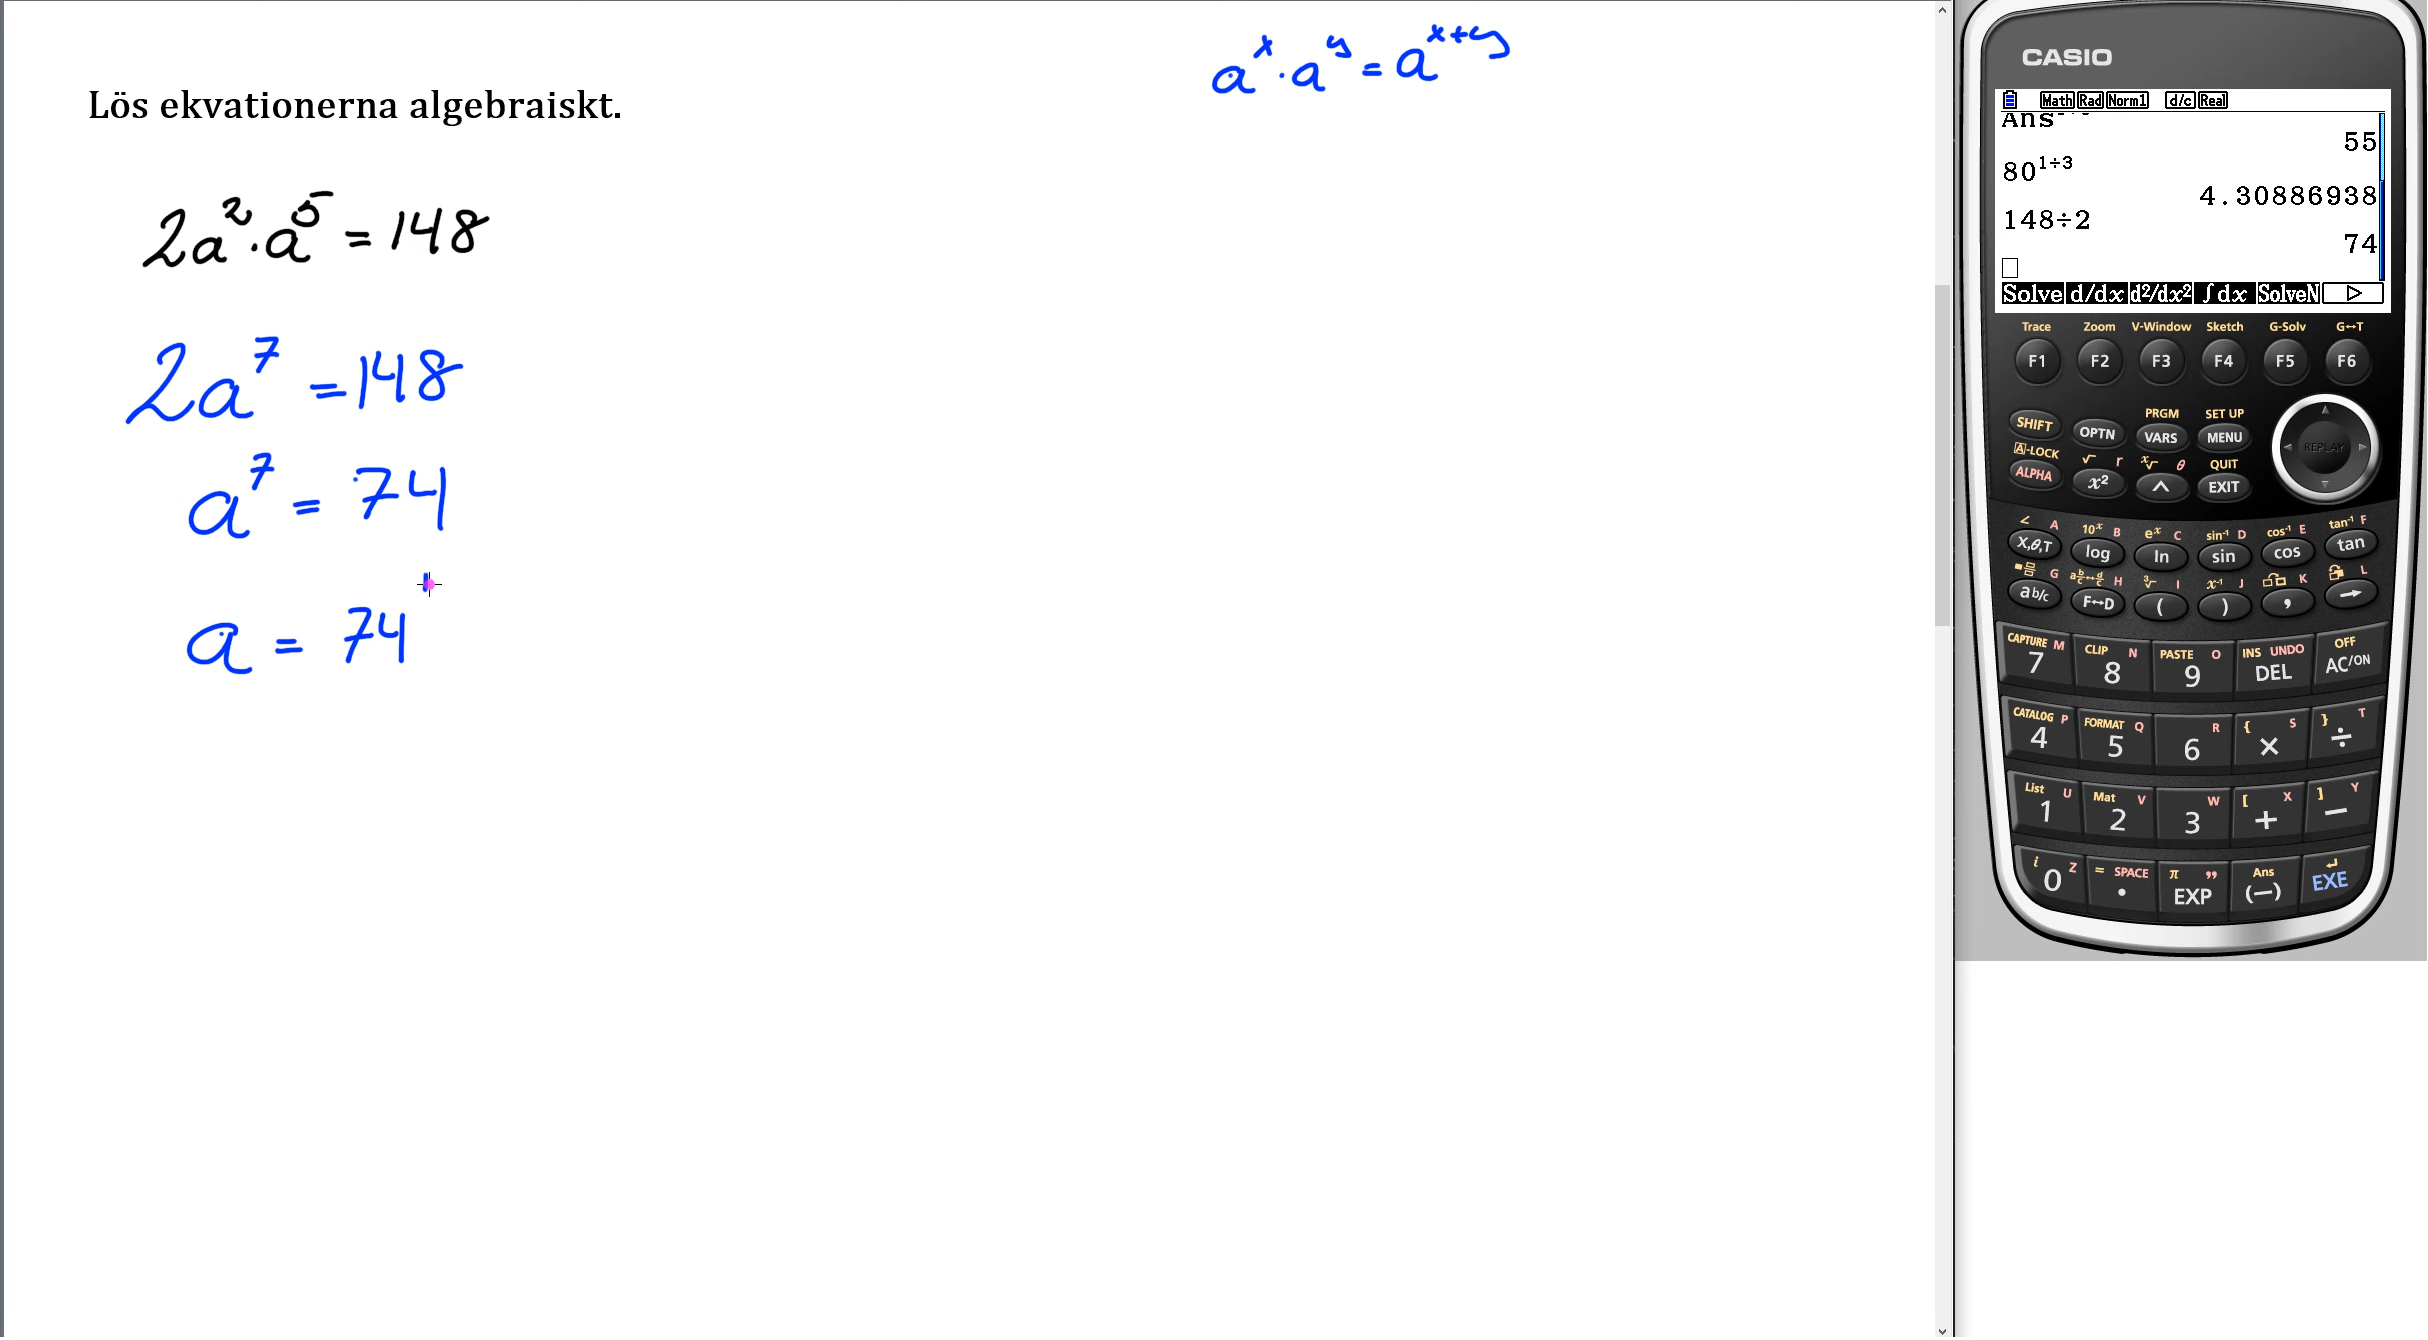 a^x · a^y = a^(x+y)
Lös ekvationerna algebraiskt.
2a² · a⁵ = 148
2a⁷ = 148
a⁷ = 74
a = 74
CASIO
Math Rad Norm1 d/c Real
55
80^(1÷3)
4.30886938
148÷2
74
Solve d/dx d²/dx² ∫dx SolveN ▷
Trace Zoom V-Window Sketch G-Solv G↔T
F1 F2 F3 F4 F5 F6
PRGM SET UP
SHIFT OPTN VARS MENU
A-LOCK √ r ˣ√ θ QUIT
ALPHA x² ^ EXIT
REPLAY
∠ A 10ˣ B eˣ C sin⁻¹ D cos⁻¹ E tan⁻¹ F
X,θ,T log ln sin cos tan
G a b/c↔d/c H ³√ I x⁻¹ J K L
a b/c F↔D ( ) , →
CAPTURE M CLIP N PASTE O INS UNDO OFF
7 8 9 DEL AC/ON
CATALOG P FORMAT Q R { S } T
4 5 6 × ÷
List U Mat V W [ X ] Y
1 2 3 + −
i Z = SPACE π " Ans ↵
0 . EXP (−) EXE